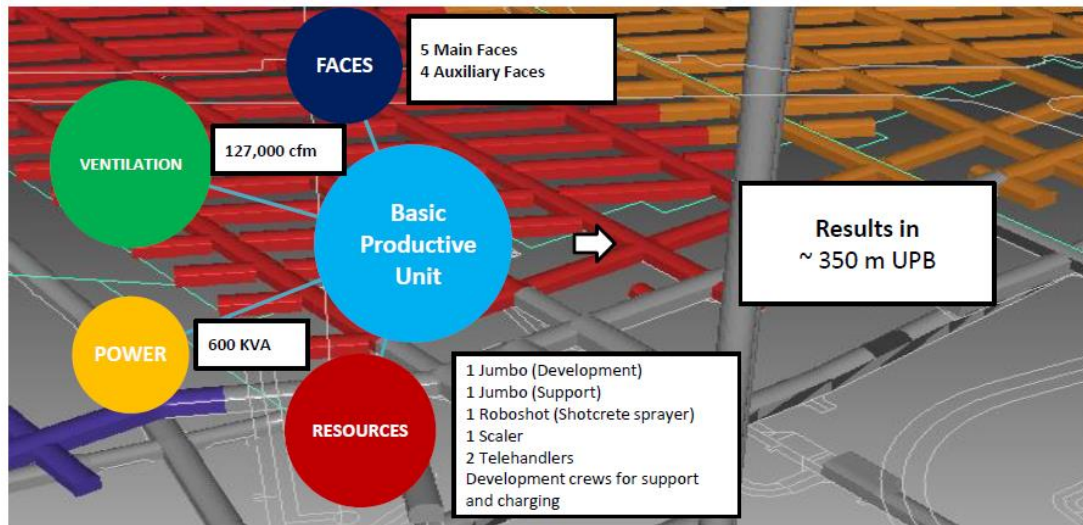 FACES
5 Main Faces
4 Auxiliary Faces
VENTILATION
127,000 cfm
Basic
Productive
Unit
Results in
~ 350 m UPB
POWER
600 KVA
RESOURCES
1 Jumbo (Development)
1 Jumbo (Support)
1 Roboshot (Shotcrete sprayer)
1 Scaler
2 Telehandlers
Development crews for support
and charging